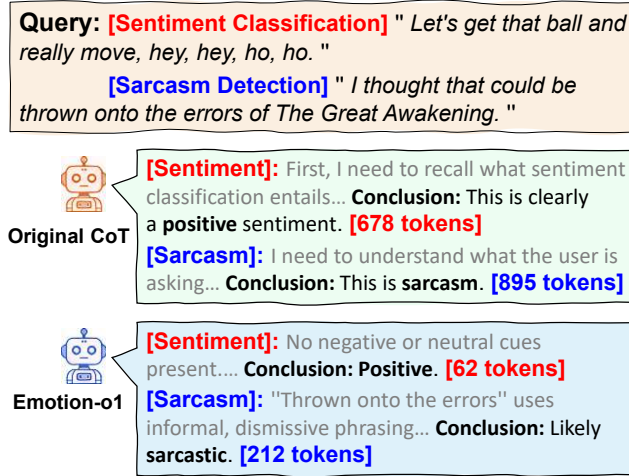 Query: [Sentiment Classification] " Let's get that ball and
really move, hey, hey, ho, ho. "
[Sarcasm Detection] " I thought that could be
thrown onto the errors of The Great Awakening. "
Original CoT
[Sentiment]: First, I need to recall what sentiment
classification entails... Conclusion: This is clearly
a positive sentiment. [678 tokens]
[Sarcasm]: I need to understand what the user is
asking... Conclusion: This is sarcasm. [895 tokens]
Emotion-o1
[Sentiment]: No negative or neutral cues
present.... Conclusion: Positive. [62 tokens]
[Sarcasm]: "Thrown onto the errors" uses
informal, dismissive phrasing... Conclusion: Likely
sarcastic. [212 tokens]